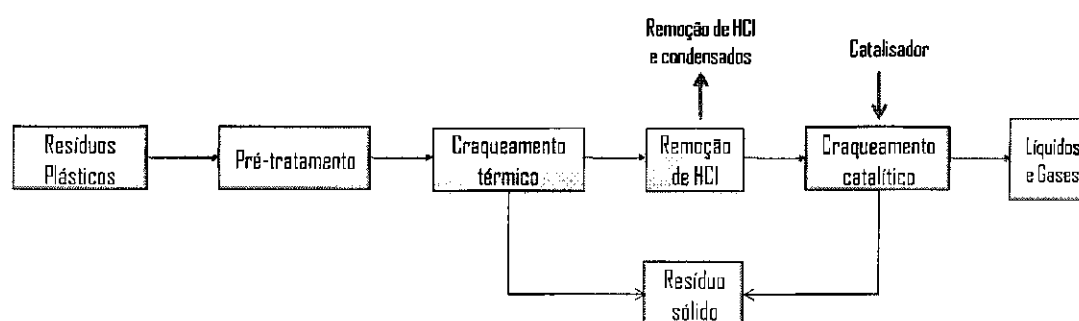 Remoção de HCl
e condensados
Catalisador
Resíduos
Plásticos
Pré-tratamento
Craqueamento
térmico
Remoção
de HCl
Craqueamento
catalítico
Líquidos
e Gases
Resíduo
sólido